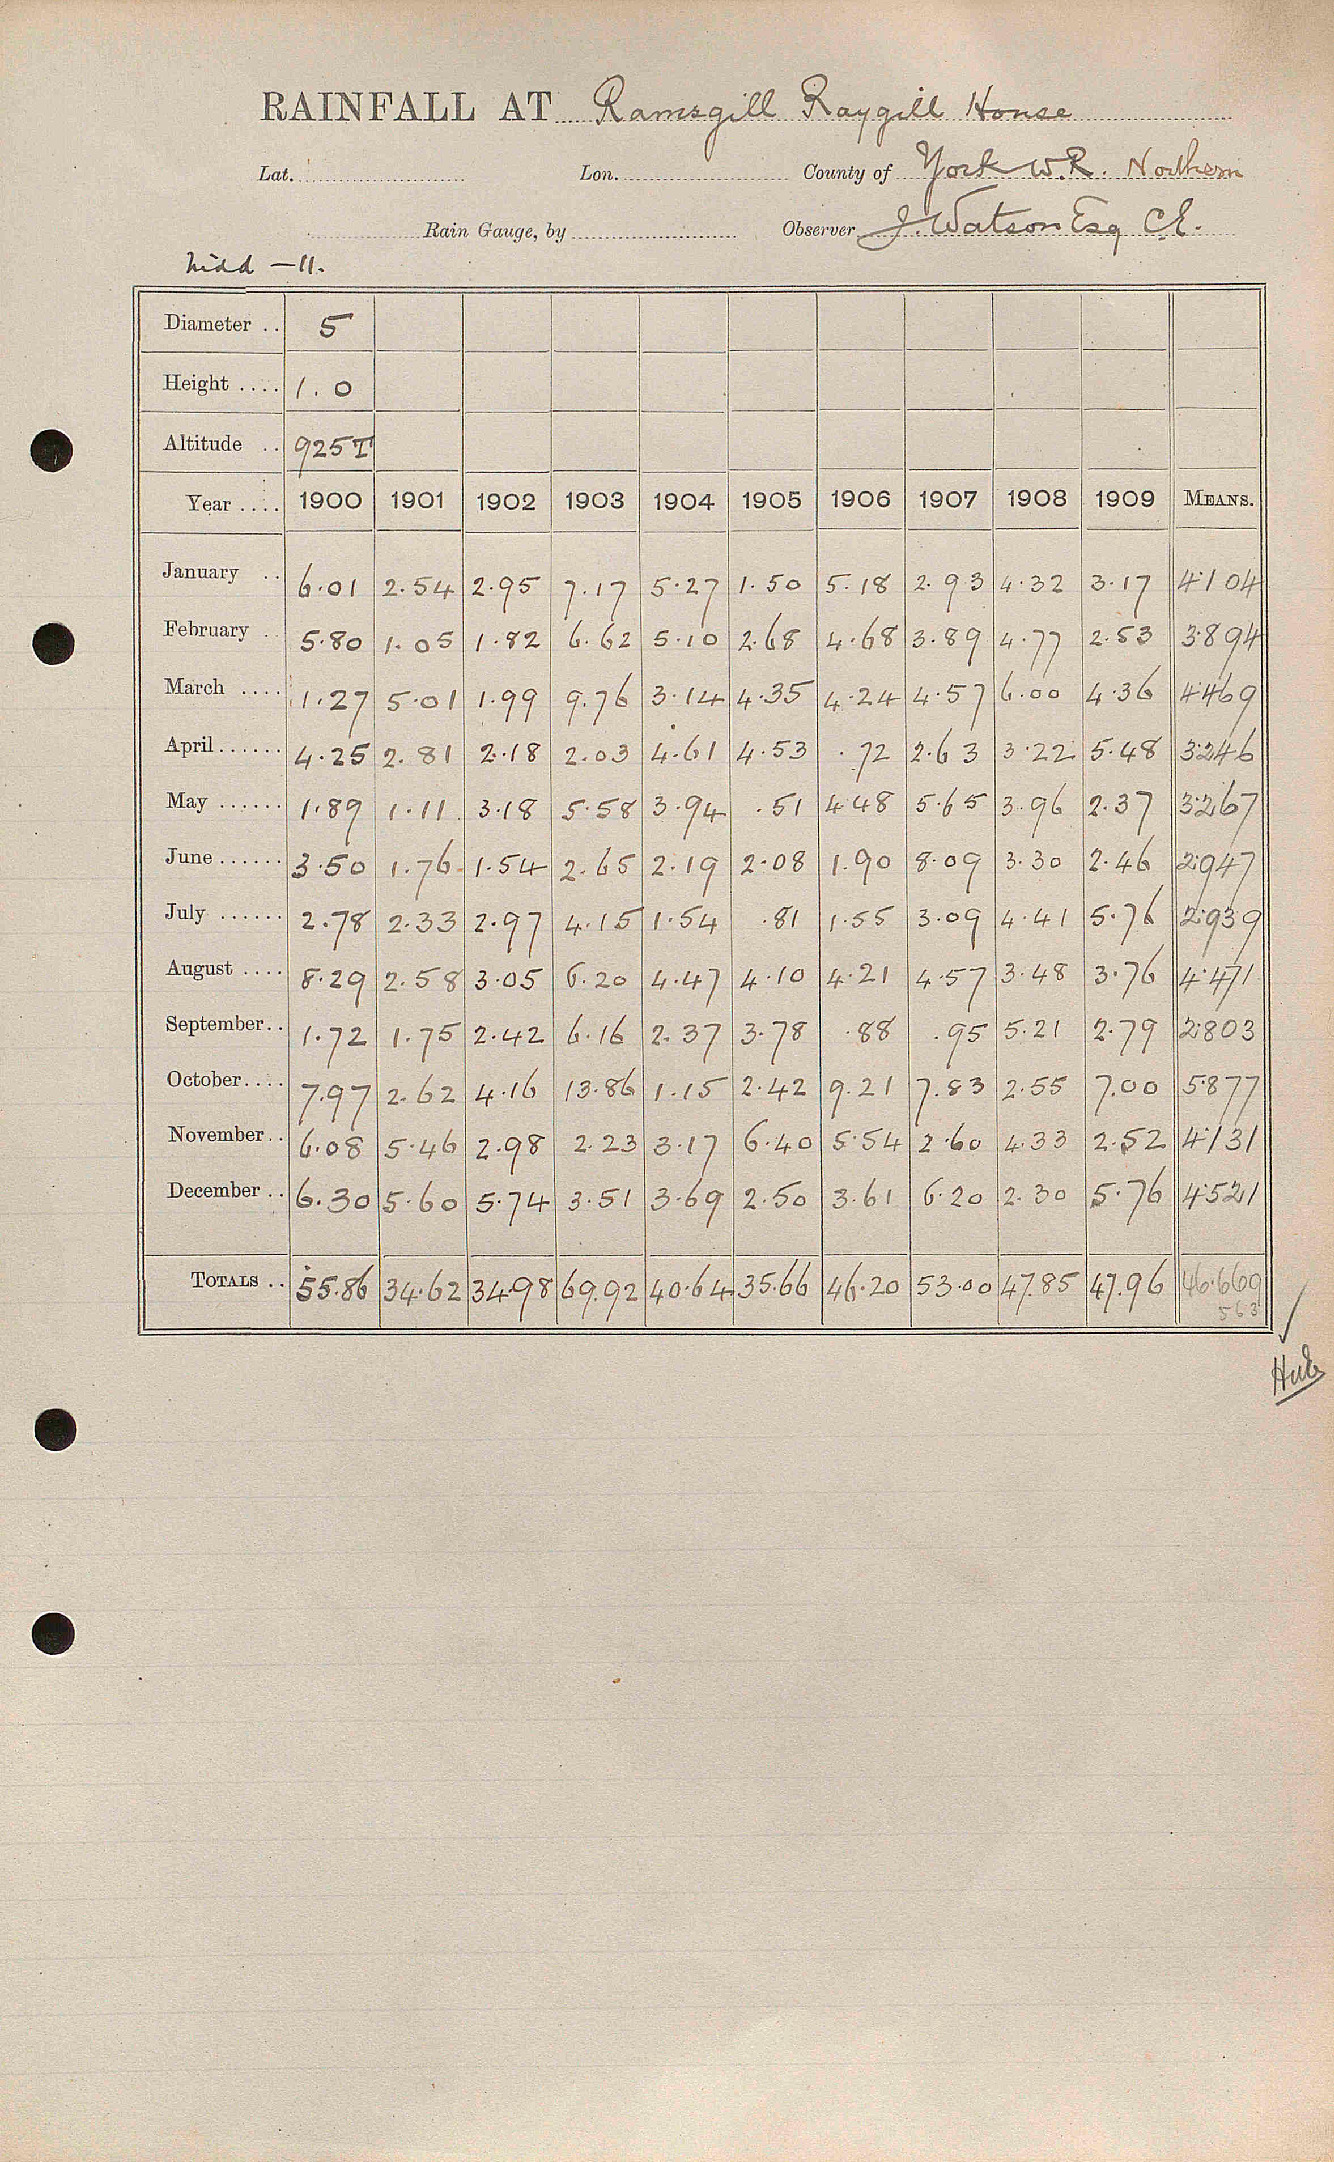 RAINFALL AT Ramsgill Raygill House
Lat. Lon. County of York W.R. Northern
Rain Gauge, by Observer J. Watson Esq C.E.
Nidd — 11.
Diameter .. 5
Height .... 1.0
Altitude .. 925T
Year .... 1900 1901 1902 1903 1904 1905 1906 1907 1908 1909 MEANS.
January .. 6.01 2.54 2.95 7.17 5.27 1.50 5.18 2.93 4.32 3.17 4.104
February .. 5.80 1.05 1.82 6.62 5.10 2.68 4.68 3.89 4.77 2.53 3.894
March .... 1.27 5.01 1.99 9.76 3.14 4.35 4.24 4.57 6.00 4.36 4.469
April...... 4.25 2.81 2.18 2.03 4.61 4.53 .72 2.63 3.22 5.48 3.246
May ...... 1.89 1.11 3.18 5.58 3.94 .51 4.48 5.65 3.96 2.37 3.267
June ...... 3.50 1.76 1.54 2.65 2.19 2.08 1.90 8.09 3.30 2.46 2.947
July ...... 2.78 2.33 2.97 4.15 1.54 .81 1.55 3.09 4.41 5.76 2.939
August .... 8.29 2.58 3.05 6.20 4.47 4.10 4.21 4.57 3.48 3.76 4.471
September.. 1.72 1.75 2.42 6.16 2.37 3.78 .88 .95 5.21 2.79 2.803
October.... 7.97 2.62 4.16 13.86 1.15 2.42 9.21 7.83 2.55 7.00 5.877
November.. 6.08 5.46 2.98 2.23 3.17 6.40 5.54 2.60 4.33 2.52 4.131
December .. 6.30 5.60 5.74 3.51 3.69 2.50 3.61 6.20 2.30 5.76 4.521
TOTALS .. 55.86 34.62 34.98 69.92 40.64 35.66 46.20 53.00 47.85 47.96 46.669
563